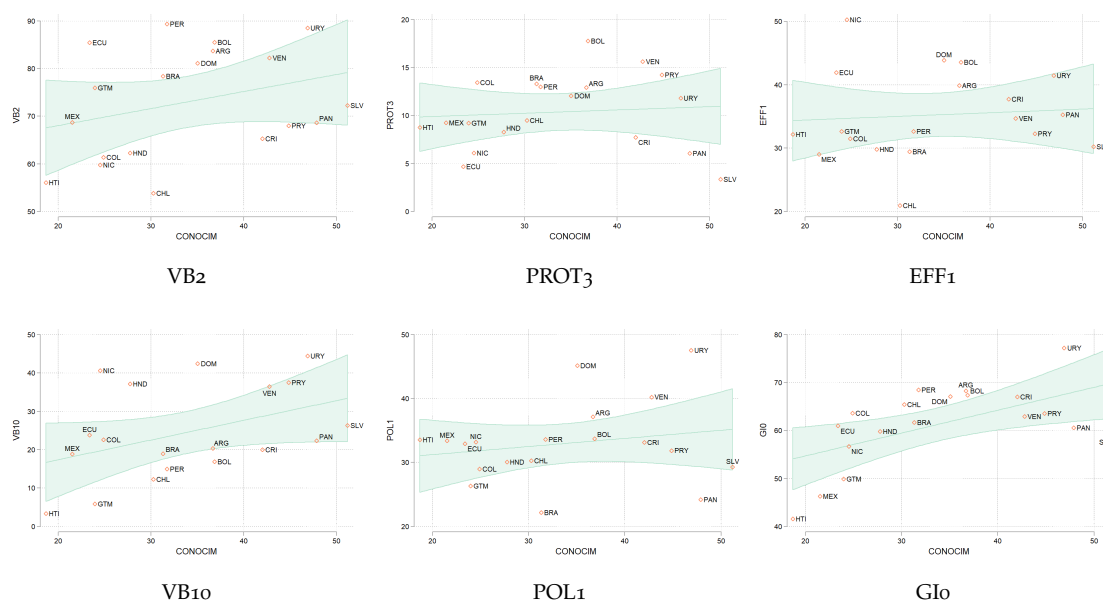 90
80
70
60
50
VB2
PER
URY
ECU
BOL
ARG
VEN
DOM
BRA
GTM
SLV
MEX
PAN
PRY
CRI
HND
COL
NIC
HTI
CHL
20
30
40
50
CONOCIM
VB2
20
15
10
5
0
PROT3
BOL
VEN
PRY
COL
BRA
PER
ARG
DOM
URY
HTI
MEX
GTM
CHL
HND
CRI
NIC
PAN
ECU
SLV
20
30
40
50
CONOCIM
PROT3
50
40
30
20
EFF1
NIC
DOM
BOL
ECU
URY
ARG
CRI
PAN
VEN
HTI
GTM
COL
PER
PRY
HND
BRA
SL
MEX
CHL
20
30
40
50
CONOCIM
EFF1
50
40
30
20
10
0
VB10
URY
DOM
NIC
HND
PRY
VEN
ECU
COL
PAN
MEX
BRA
ARG
CRI
BOL
PER
CHL
GTM
HTI
20
30
40
50
CONOCIM
VB10
50
40
30
20
POL1
URY
DOM
VEN
ARG
HTI
MEX
NIC
ECU
PER
BOL
CRI
PRY
HND
CHL
COL
SLV
GTM
PAN
BRA
20
30
40
50
CONOCIM
POL1
80
70
60
50
40
GI0
URY
PER
ARG
BOL
DOM
CRI
CHL
COL
PRY
VEN
ECU
BRA
HND
PAN
NIC
S
GTM
MEX
HTI
20
30
40
50
CONOCIM
GI0